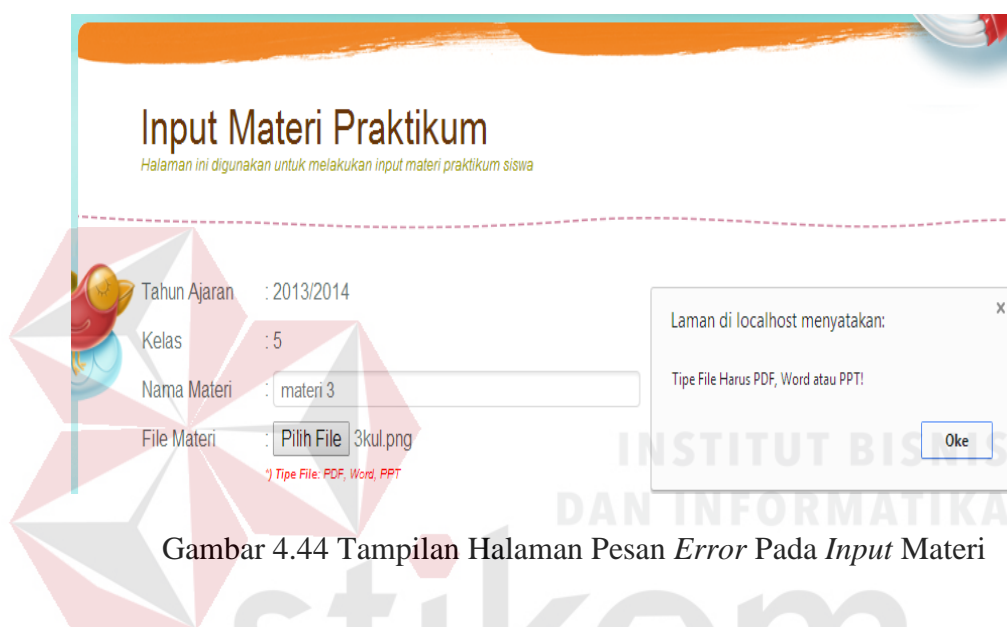 Input Materi Praktikum
Halaman ini digunakan untuk melakukan input materi praktikum siswa
Tahun Ajaran : 2013/2014
Kelas : 5
Nama Materi : materi 3
File Materi : Pilih File 3kul.png
*) Tipe File: PDF, Word, PPT
Laman di localhost menyatakan: x
Tipe File Harus PDF, Word atau PPT!
Oke
INSTITUT BISNIS
DAN INFORMATIKA
Gambar 4.44 Tampilan Halaman Pesan Error Pada Input Materi
stikom